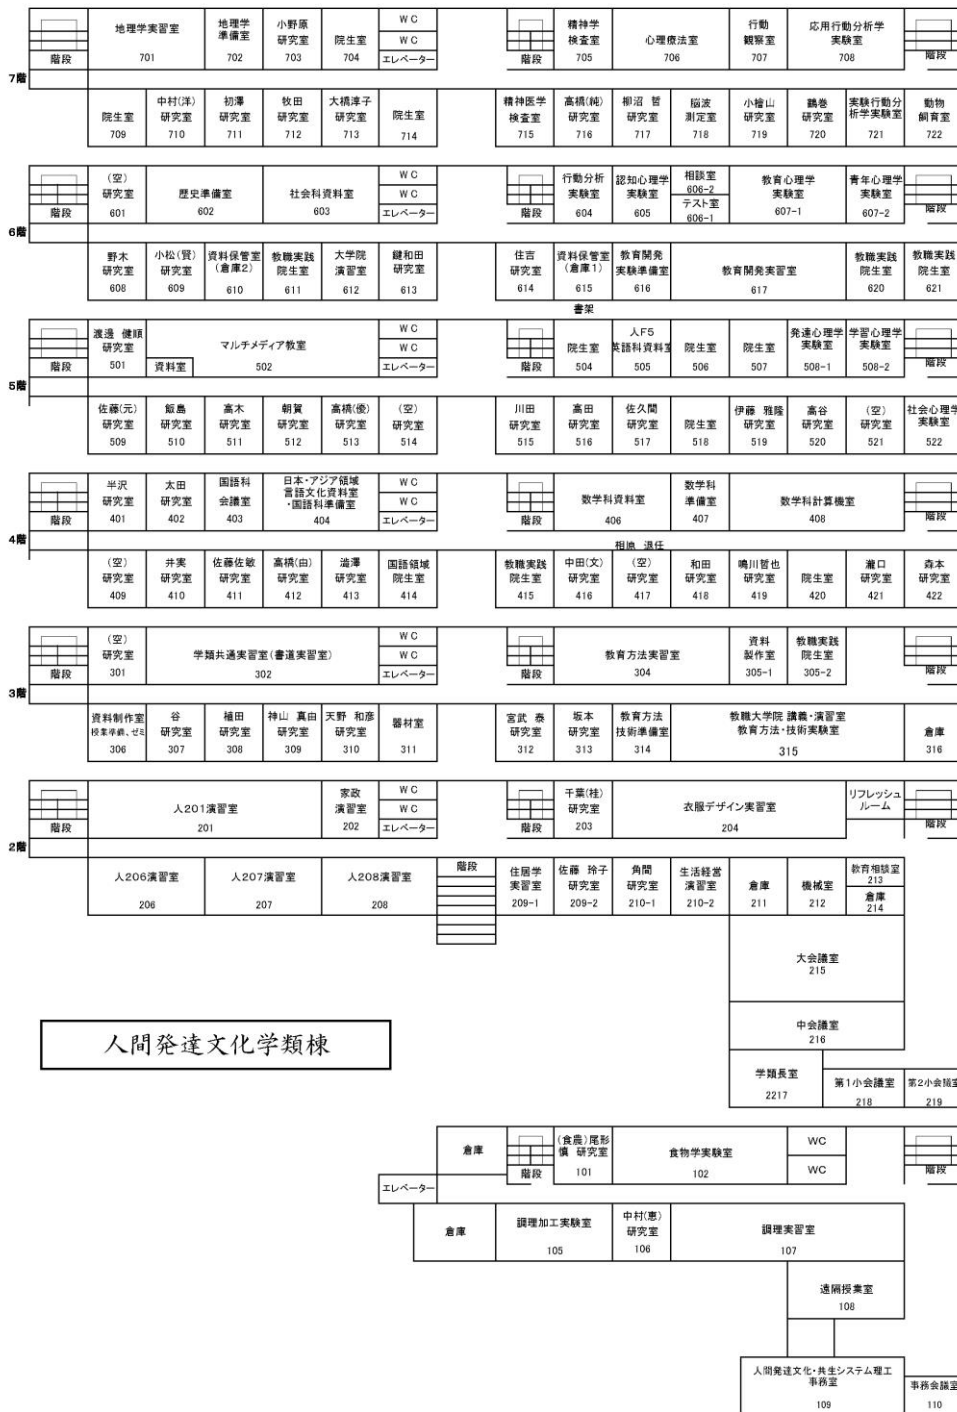 地理学実習室
701
地理学
準備室
702
小野原
研究室
703
院生室
704
WC
WC
エレベーター
階段
階段
精神学
検査室
705
心理療法室
706
行動
観察室
707
応用行動分析学
実験室
708
階段
7階
院生室
709
中村(洋)
研究室
710
初澤
研究室
711
牧田
研究室
712
大橋淳子
研究室
713
院生室
714
精神医学
検査室
715
高橋(純)
研究室
716
柳沼 哲
研究室
717
脳波
測定室
718
小檜山
研究室
719
鶴巻
研究室
720
実験行動分
析学実験室
721
動物
飼育室
722
階段
(空)
研究室
601
歴史準備室
602
社会科資料室
603
WC
WC
エレベーター
階段
行動分析
実験室
604
認知心理学
実験室
605
相談室
606-2
テスト室
606-1
教育心理学
実験室
607-1
青年心理学
実験室
607-2
階段
6階
野木
研究室
608
小松(賢)
研究室
609
資料保管室
(倉庫2)
610
教職実践
院生室
611
大学院
演習室
612
鍵和田
研究室
613
住吉
研究室
614
資料保管室
(倉庫1)
615
教育開発
実験準備室
616
教育開発実習室
617
教職実践
院生室
620
教職実践
院生室
621
書架
階段
渡邊 健順
研究室
501
資料室
マルチメディア教室
502
WC
WC
エレベーター
階段
院生室
504
人F5
英語科資料室
505
院生室
506
院生室
507
発達心理学
実験室
508-1
学習心理学
実験室
508-2
階段
5階
佐藤(元)
研究室
509
飯島
研究室
510
高木
研究室
511
朝賀
研究室
512
高橋(優)
研究室
513
(空)
研究室
514
川田
研究室
515
高田
研究室
516
佐久間
研究室
517
院生室
518
伊藤 雅隆
研究室
519
高谷
研究室
520
(空)
研究室
521
社会心理学
実験室
522
階段
半沢
研究室
401
太田
研究室
402
国語科
会議室
403
日本・アジア領域
言語文化資料室
・国語科準備室
404
WC
WC
エレベーター
階段
数学科資料室
406
数学科
準備室
407
数学科計算機室
408
階段
4階
相原 退任
(空)
研究室
409
井実
研究室
410
佐藤佐敏
研究室
411
高橋(由)
研究室
412
澁澤
研究室
413
国語領域
院生室
414
教職実践
院生室
415
中田(文)
研究室
416
(空)
研究室
417
和田
研究室
418
鳴川哲也
研究室
419
院生室
420
瀧口
研究室
421
森本
研究室
422
階段
(空)
研究室
301
学類共通実習室(書道実習室)
302
WC
WC
エレベーター
階段
教育方法実習室
304
資料
製作室
305-1
教職実践
院生室
305-2
階段
3階
資料制作室
授業準備、ゼミ
306
谷
研究室
307
植田
研究室
308
神山 真由
研究室
309
天野 和彦
研究室
310
器材室
311
宮武 泰
研究室
312
坂本
研究室
313
教育方法
技術準備室
314
教職大学院 講義・演習室
教育方法・技術実験室
315
倉庫
316
階段
人201演習室
201
家政
演習室
202
WC
WC
エレベーター
階段
千葉(桂)
研究室
203
衣服デザイン実習室
204
リフレッシュ
ルーム
階段
2階
人206演習室
206
人207演習室
207
人208演習室
208
階段
住居学
実習室
209-1
佐藤 玲子
研究室
209-2
角間
研究室
210-1
生活経営
演習室
210-2
倉庫
211
機械室
212
教育相談室
213
倉庫
214
大会議室
215
中会議室
216
学類長室
2217
第1小会議室
218
第2小会議室
219
人間発達文化学類棟
倉庫
階段
(食農)尾形
慎 研究室
101
食物学実験室
102
WC
WC
階段
エレベーター
倉庫
調理加工実験室
105
中村(恵)
研究室
106
調理実習室
107
遠隔授業室
108
人間発達文化・共生システム理工
事務室
109
事務会議室
110